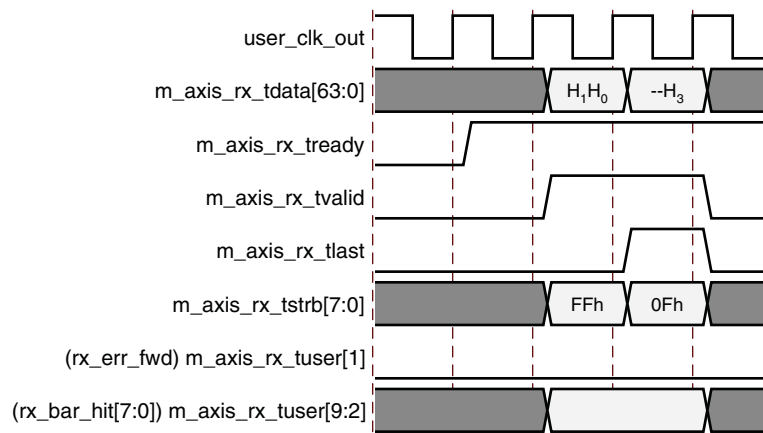 user_clk_out
m_axis_rx_tdata[63:0] H₁H₀ --H₃
m_axis_rx_tready
m_axis_rx_tvalid
m_axis_rx_tlast
m_axis_rx_tstrb[7:0] FFh 0Fh
(rx_err_fwd) m_axis_rx_tuser[1]
(rx_bar_hit[7:0]) m_axis_rx_tuser[9:2]